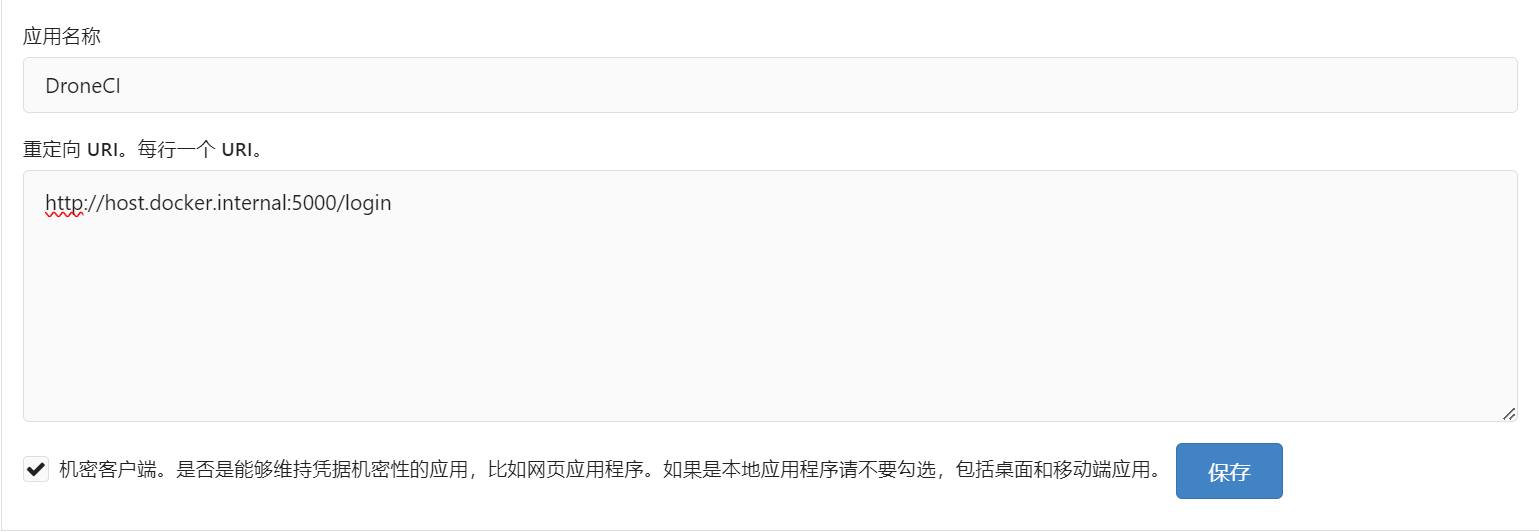 应用名称
DroneCI
重定向 URI。每行一个 URI。
http://host.docker.internal:5000/login
机密客户端。是否是能够维持凭据机密性的应用，比如网页应用程序。如果是本地应用程序请不要勾选，包括桌面和移动端应用。 保存